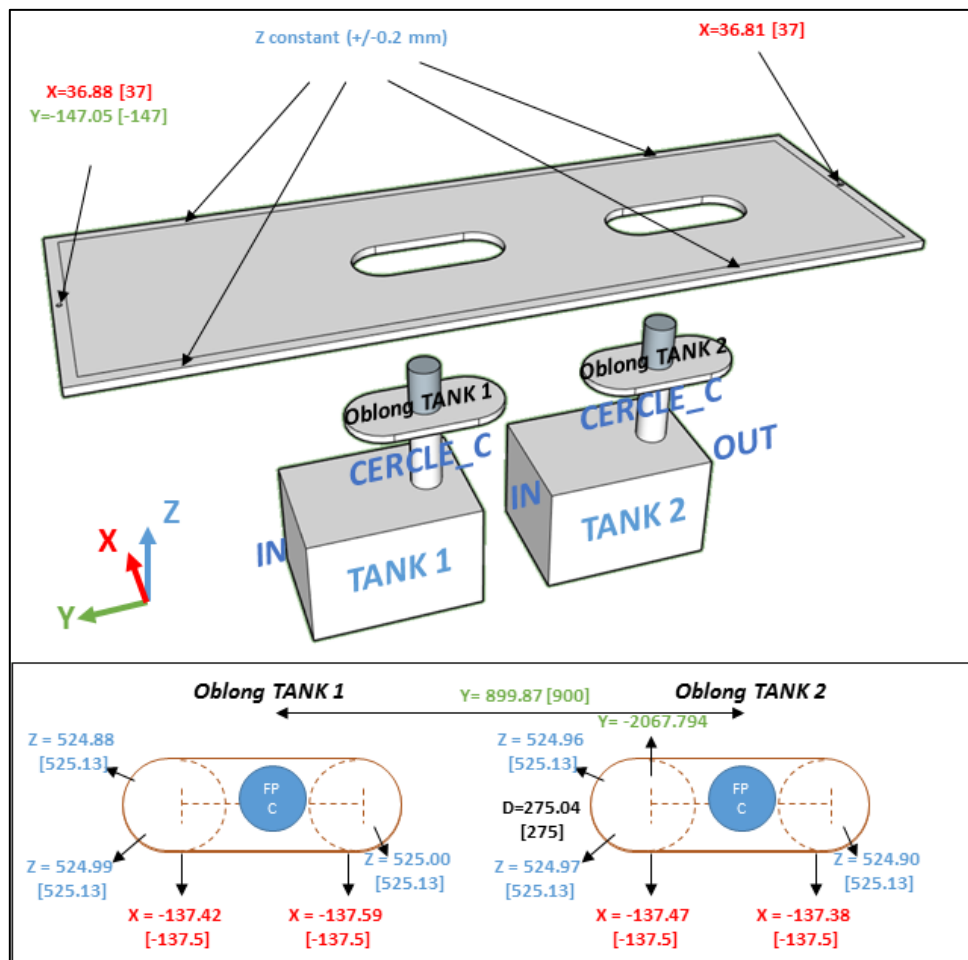 Z constant (+/-0.2 mm)
X=36.81 [37]
X=36.88 [37]
Y=-147.05 [-147]
Oblong TANK 2
Oblong TANK 1
CERCLE_C
CERCLE_C
OUT
IN
IN
TANK 2
TANK 1
Z
X
Y
Oblong TANK 1
Y= 899.87 [900]
Oblong TANK 2
Y= -2067.794
Z = 524.88
[525.13]
Z = 524.96
[525.13]
FP
C
FP
C
D=275.04
[275]
Z = 524.99
[525.13]
Z = 525.00
[525.13]
Z = 524.97
[525.13]
Z = 524.90
[525.13]
X = -137.42
[-137.5]
X = -137.59
[-137.5]
X = -137.47
[-137.5]
X = -137.38
[-137.5]